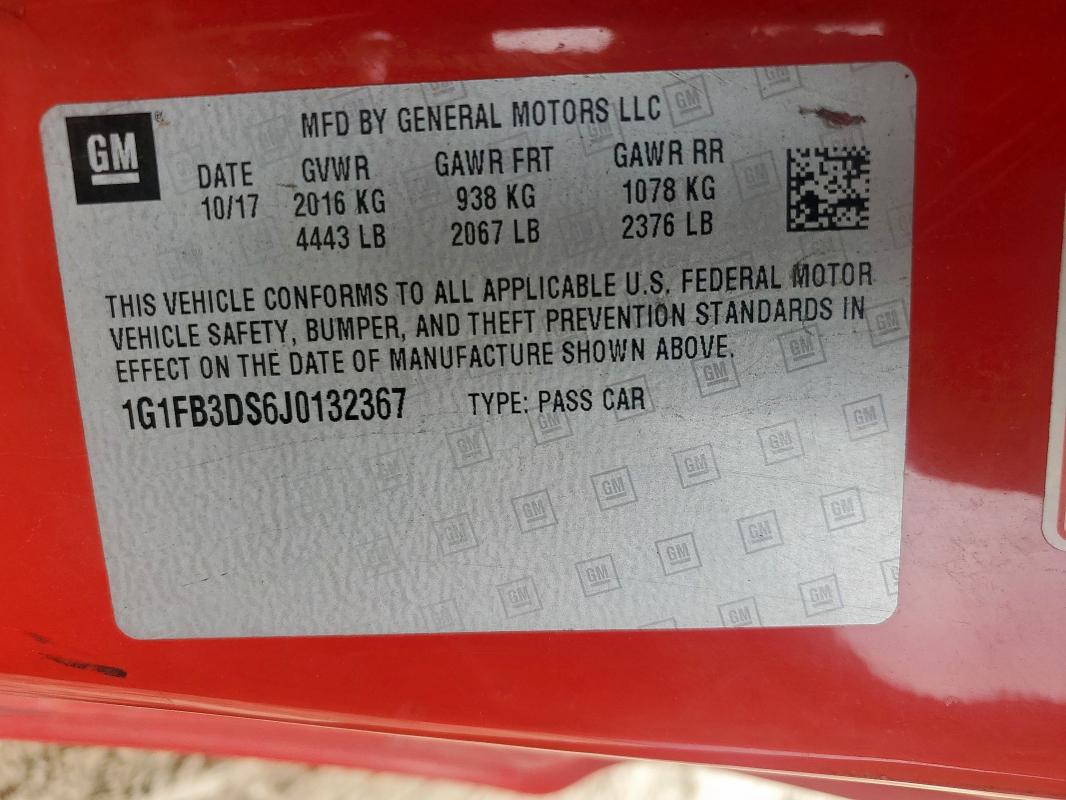 GM
MFD BY GENERAL MOTORS LLC
DATE GVWR GAWR FRT GAWR RR
10/17 2016 KG 938 KG 1078 KG
4443 LB 2067 LB 2376 LB
THIS VEHICLE CONFORMS TO ALL APPLICABLE U.S. FEDERAL MOTOR
VEHICLE SAFETY, BUMPER, AND THEFT PREVENTION STANDARDS IN
EFFECT ON THE DATE OF MANUFACTURE SHOWN ABOVE.
1G1FB3DS6J0132367 TYPE: PASS CAR